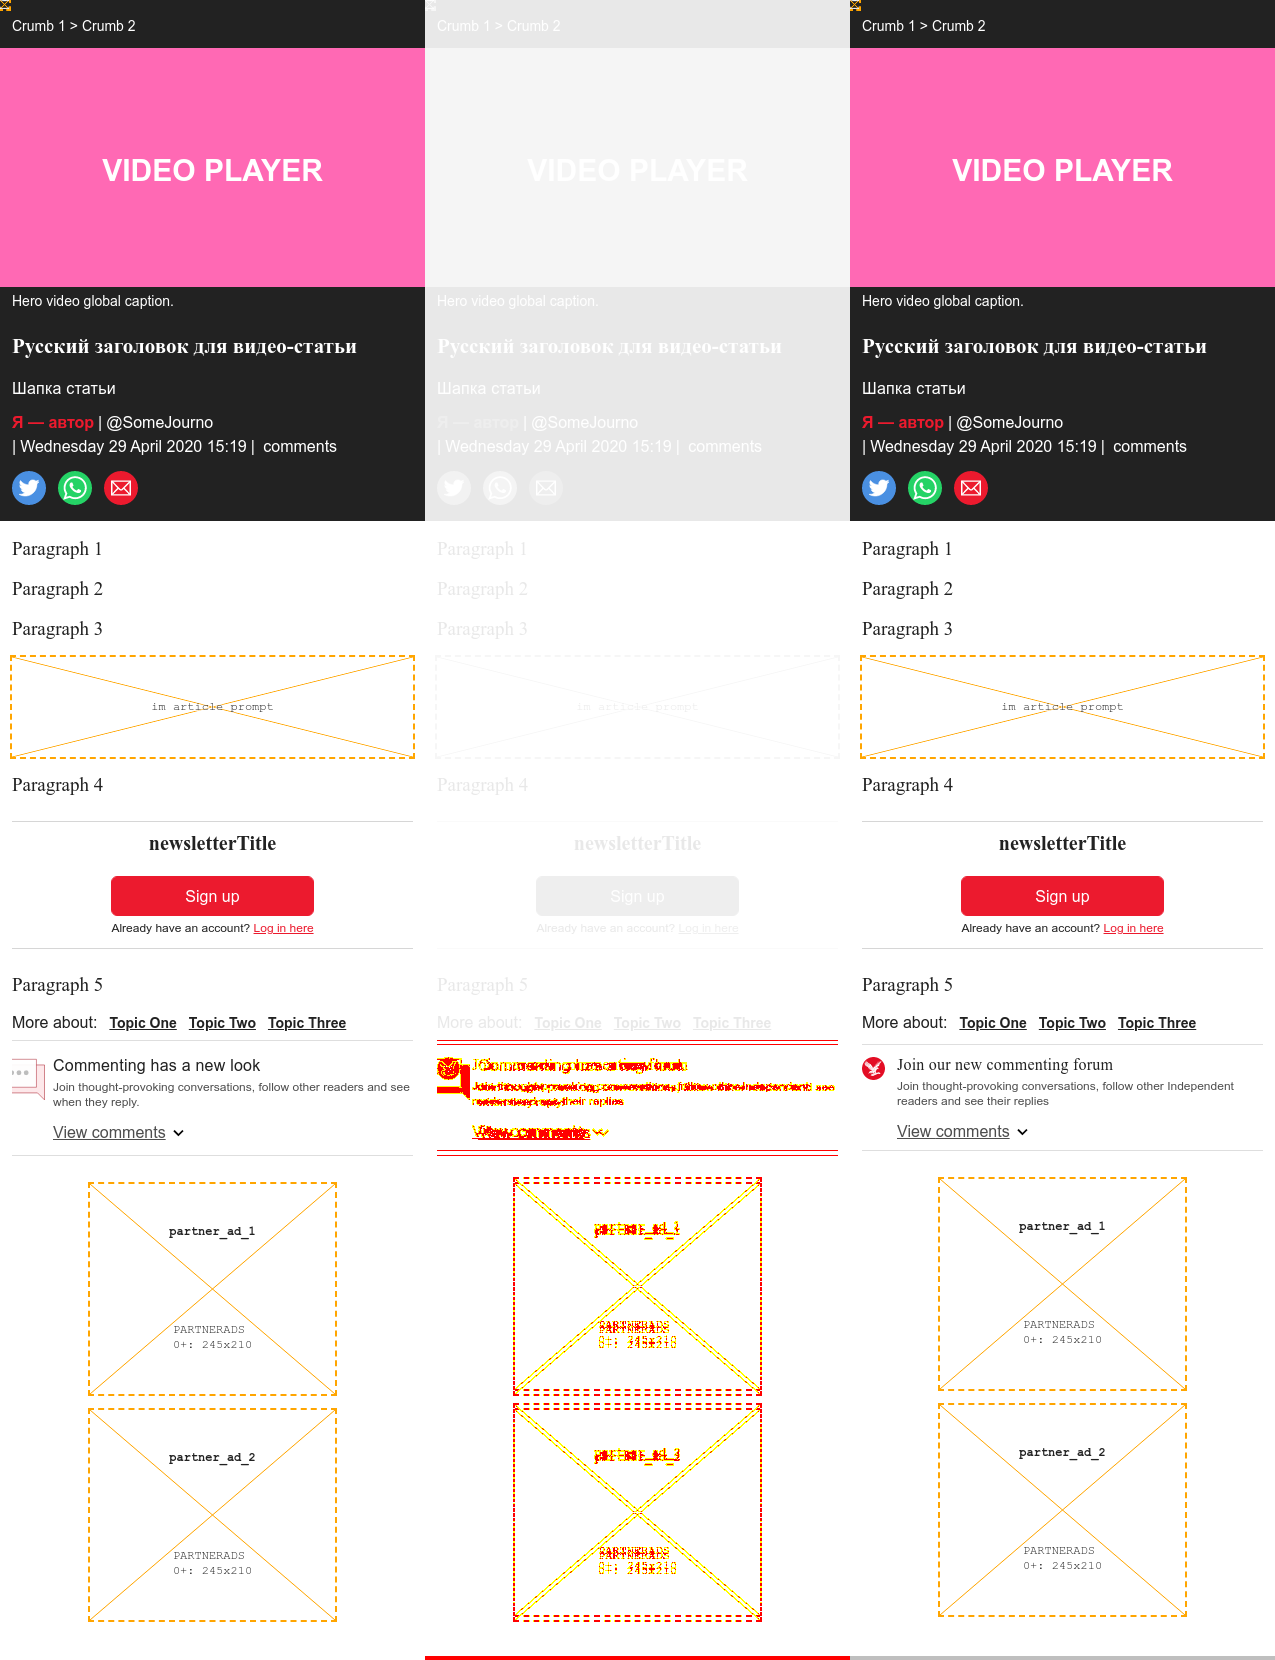 Crumb 1 > Crumb 2
VIDEO PLAYER
Hero video global caption.
Русский заголовок для видео-статьи
Шапка статьи
Я — автор | @SomeJourno
| Wednesday 29 April 2020 15:19 | comments
Paragraph 1
Paragraph 2
Paragraph 3
im article prompt
Paragraph 4
newsletterTitle
Sign up
Already have an account? Log in here
Paragraph 5
More about: Topic One Topic Two Topic Three
Commenting has a new look
Join thought-provoking conversations, follow other readers and see
when they reply.
View comments
partner_ad_1
PARTNERADS
0+: 245x210
partner_ad_2
PARTNERADS
0+: 245x210
Crumb 1 > Crumb 2
VIDEO PLAYER
Hero video global caption.
Русский заголовок для видео-статьи
Шапка статьи
Я — автор | @SomeJourno
| Wednesday 29 April 2020 15:19 | comments
Paragraph 1
Paragraph 2
Paragraph 3
im article prompt
Paragraph 4
newsletterTitle
Sign up
Already have an account? Log in here
Paragraph 5
More about: Topic One Topic Two Topic Three
PARTNERADS
0+: 245x210
PARTNERADS
0+: 245x210
Crumb 1 > Crumb 2
VIDEO PLAYER
Hero video global caption.
Русский заголовок для видео-статьи
Шапка статьи
Я — автор | @SomeJourno
| Wednesday 29 April 2020 15:19 | comments
Paragraph 1
Paragraph 2
Paragraph 3
im article prompt
Paragraph 4
newsletterTitle
Sign up
Already have an account? Log in here
Paragraph 5
More about: Topic One Topic Two Topic Three
Join our new commenting forum
Join thought-provoking conversations, follow other Independent
readers and see their replies
View comments
partner_ad_1
PARTNERADS
0+: 245x210
partner_ad_2
PARTNERADS
0+: 245x210